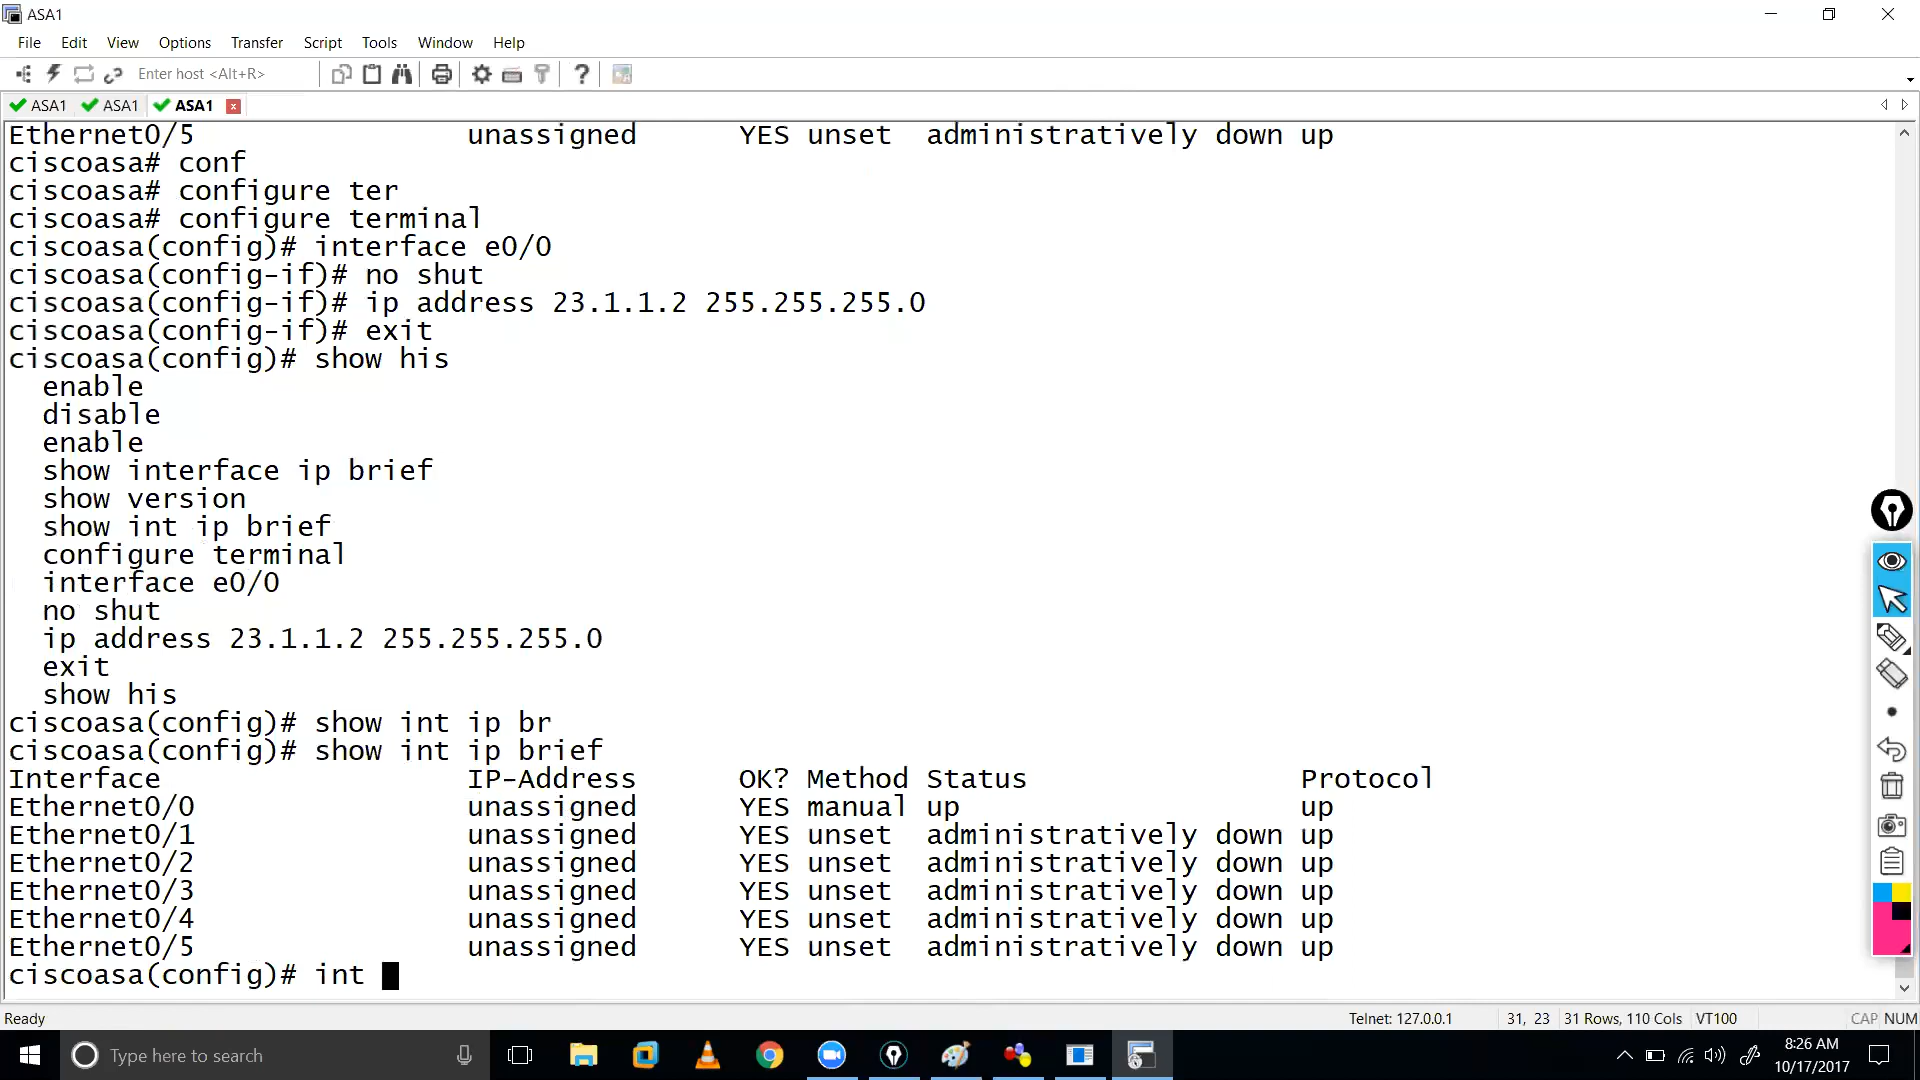 ASA1
File Edit View Options Transfer Script Tools Window Help
Enter host <Alt+R>
ASA1 ASA1 ASA1
Ethernet0/5 unassigned YES unset administratively down up
ciscoasa# conf
ciscoasa# configure ter
ciscoasa# configure terminal
ciscoasa(config)# interface e0/0
ciscoasa(config-if)# no shut
ciscoasa(config-if)# ip address 23.1.1.2 255.255.255.0
ciscoasa(config-if)# exit
ciscoasa(config)# show his
enable
disable
enable
show interface ip brief
show version
show int ip brief
configure terminal
interface e0/0
no shut
ip address 23.1.1.2 255.255.255.0
exit
show his
ciscoasa(config)# show int ip br
ciscoasa(config)# show int ip brief
Interface IP-Address OK? Method Status Protocol
Ethernet0/0 unassigned YES manual up up
Ethernet0/1 unassigned YES unset administratively down up
Ethernet0/2 unassigned YES unset administratively down up
Ethernet0/3 unassigned YES unset administratively down up
Ethernet0/4 unassigned YES unset administratively down up
Ethernet0/5 unassigned YES unset administratively down up
ciscoasa(config)# int
Ready Telnet: 127.0.0.1 31, 23 31 Rows, 110 Cols VT100 CAP NUM
Type here to search
8:26 AM
10/17/2017